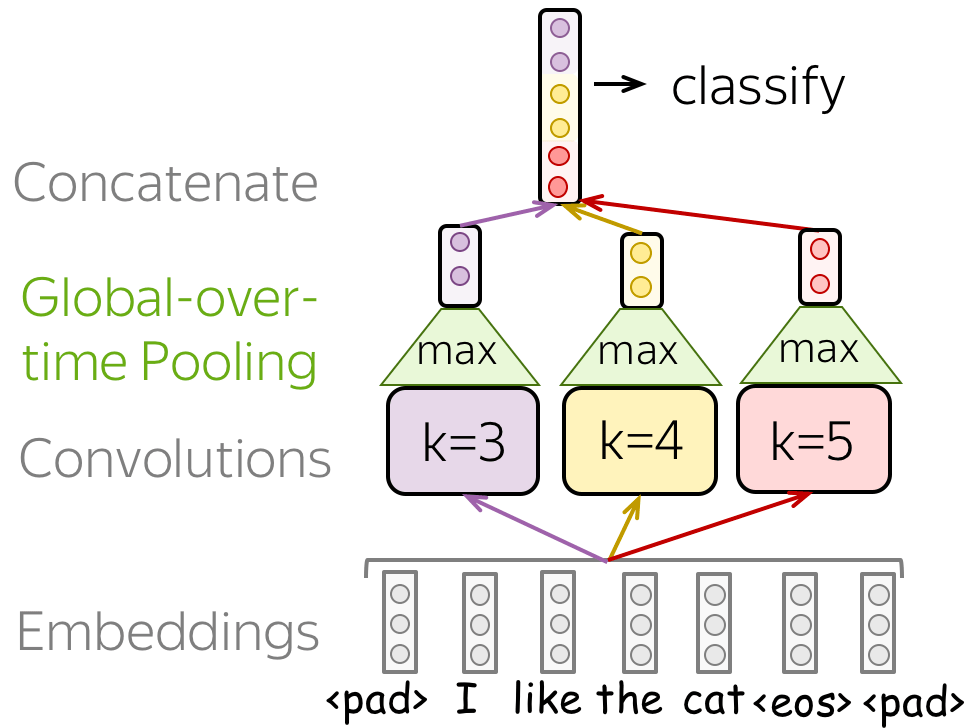 classify
Concatenate
Global-over-
time Pooling
max max max
Convolutions
k=3 k=4 k=5
Embeddings
<pad> I like the cat <eos> <pad>